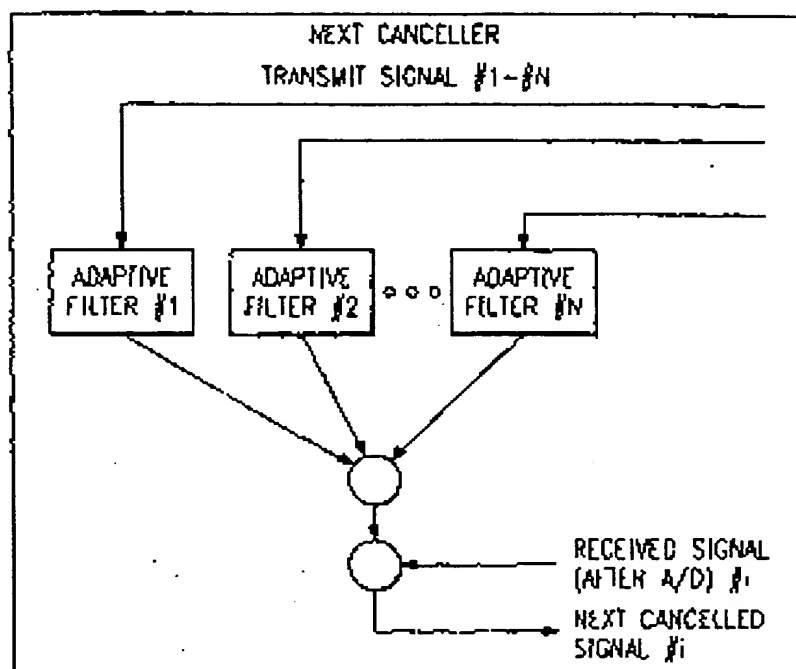 NEXT CANCELLER
TRANSMIT SIGNAL #1-#N
ADAPTIVE
FILTER #1
ADAPTIVE
FILTER #2
ADAPTIVE
FILTER #N
RECEIVED SIGNAL
(AFTER A/D) #i
NEXT CANCELLED
SIGNAL #i